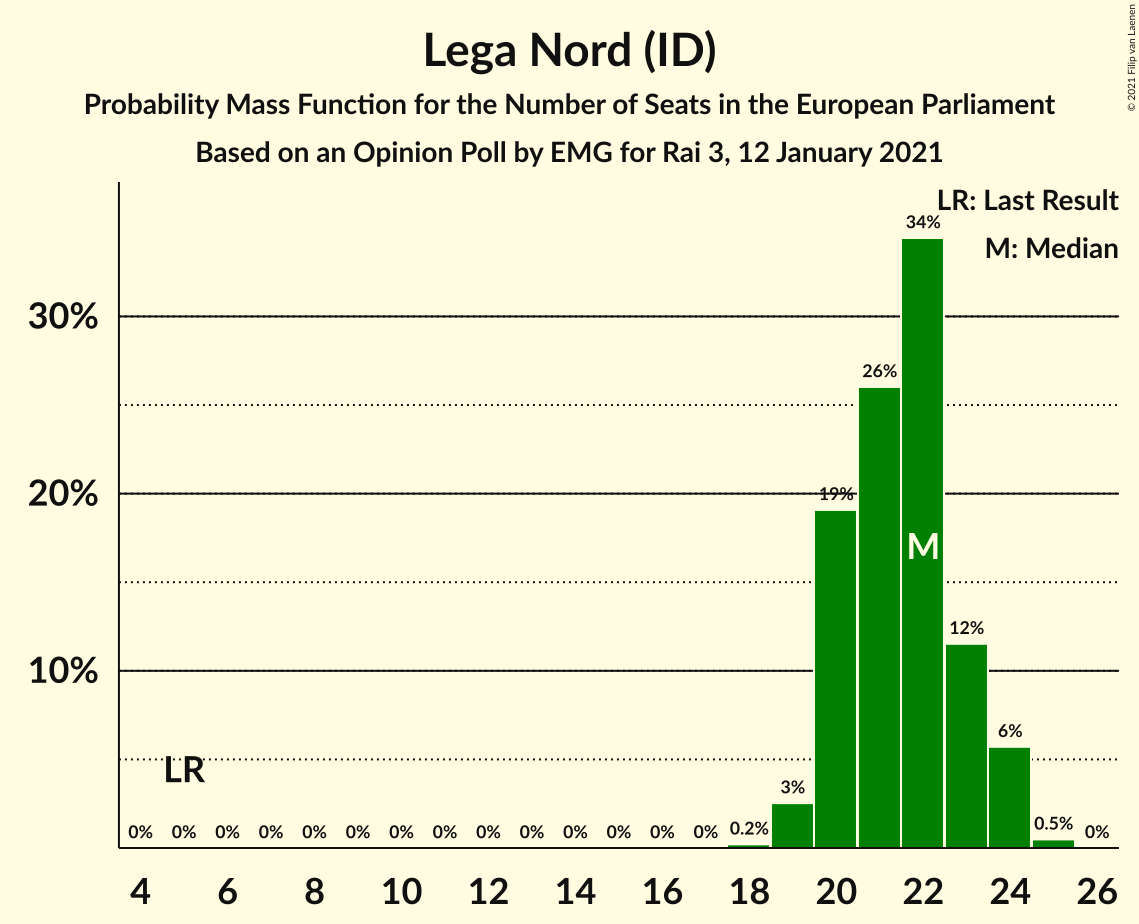 Lega Nord (ID)
Probability Mass Function for the Number of Seats in the European Parliament
Based on an Opinion Poll by EMG for Rai 3, 12 January 2021
© 2021 Filip van Laenen
LR: Last Result
M: Median
34%
30%
26%
20%
19%
M
12%
10%
6%
LR
3%
0% 0% 0% 0% 0% 0% 0% 0% 0% 0% 0% 0% 0% 0% 0.2% 0.5% 0%
4 6 8 10 12 14 16 18 20 22 24 26